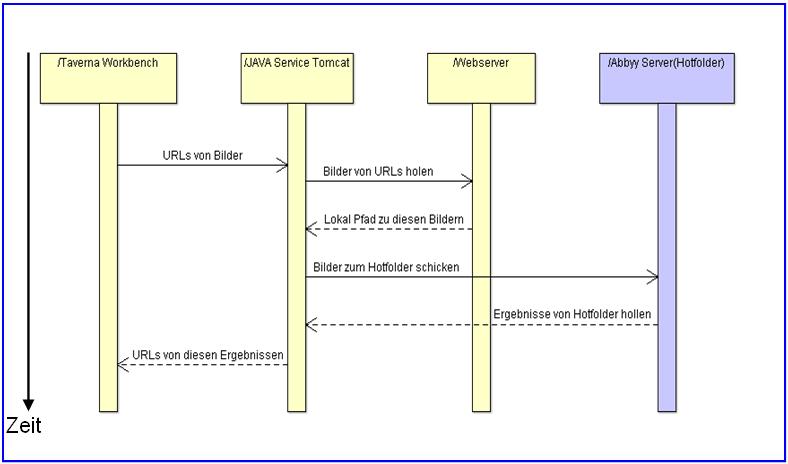 /Taverna Workbench
/JAVA Service Tomcat
/Webserver
/Abbyy Server(Hotfolder)
URLs von Bilder
Bilder von URLs holen
Lokal Pfad zu diesen Bildern
Bilder zum Hotfolder schicken
Ergebnisse von Hotfolder hollen
URLs von diesen Ergebnissen
Zeit